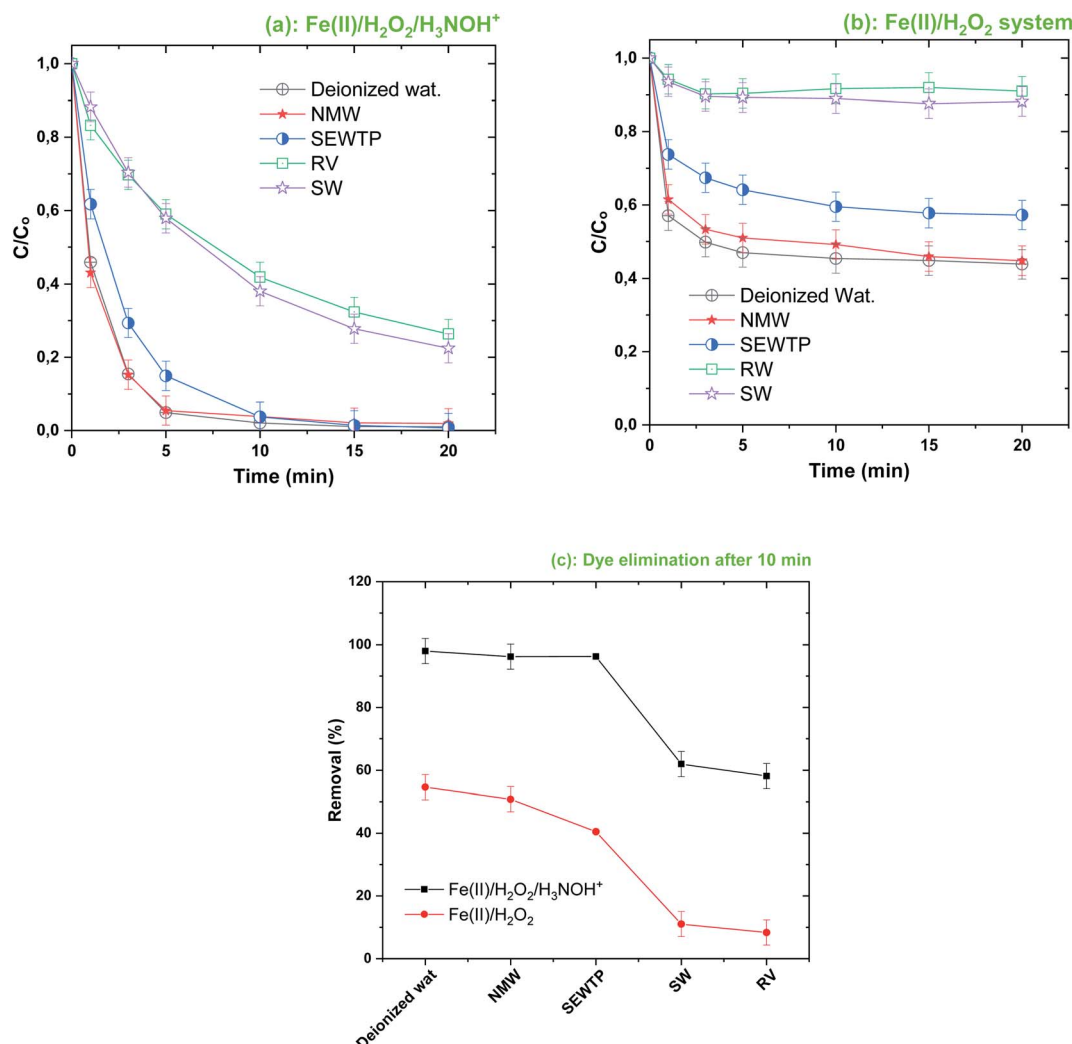 (a): Fe(II)/H₂O₂/H₃NOH⁺
1,0
0,8
0,6
0,4
0,2
0,0
C/Cₒ
Deionized wat.
NMW
SEWTP
RV
SW
0
5
10
15
20
Time (min)
(b): Fe(II)/H₂O₂ system
1,0
0,8
0,6
0,4
0,2
0,0
C/Cₒ
Deionized Wat.
NMW
SEWTP
RW
SW
0
5
10
15
20
Time (min)
(c): Dye elimination after 10 min
120
100
80
60
40
20
0
Removal (%)
Fe(II)/H₂O₂/H₃NOH⁺
Fe(II)/H₂O₂
Deionized wat
NMW
SEWTP
SW
RV